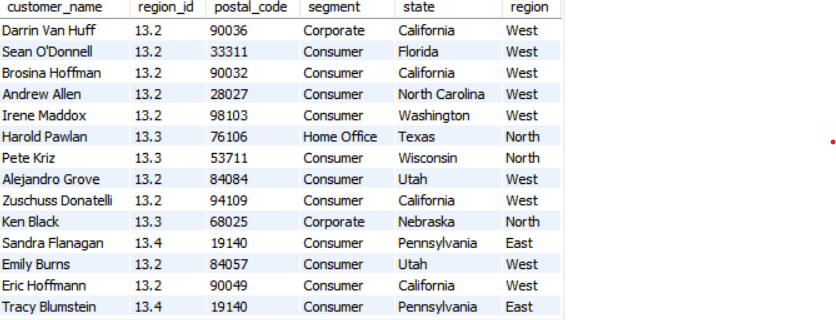 customer_name region_id postal_code segment state region
Darrin Van Huff 13.2 90036 Corporate California West
Sean O'Donnell 13.2 33311 Consumer Florida West
Brosina Hoffman 13.2 90032 Consumer California West
Andrew Allen 13.2 28027 Consumer North Carolina West
Irene Maddox 13.2 98103 Consumer Washington West
Harold Pawlan 13.3 76106 Home Office Texas North
Pete Kriz 13.3 53711 Consumer Wisconsin North
Alejandro Grove 13.2 84084 Consumer Utah West
Zuschuss Donatelli 13.2 94109 Consumer California West
Ken Black 13.3 68025 Corporate Nebraska North
Sandra Flanagan 13.4 19140 Consumer Pennsylvania East
Emily Burns 13.2 84057 Consumer Utah West
Eric Hoffmann 13.2 90049 Consumer California West
Tracy Blumstein 13.4 19140 Consumer Pennsylvania East